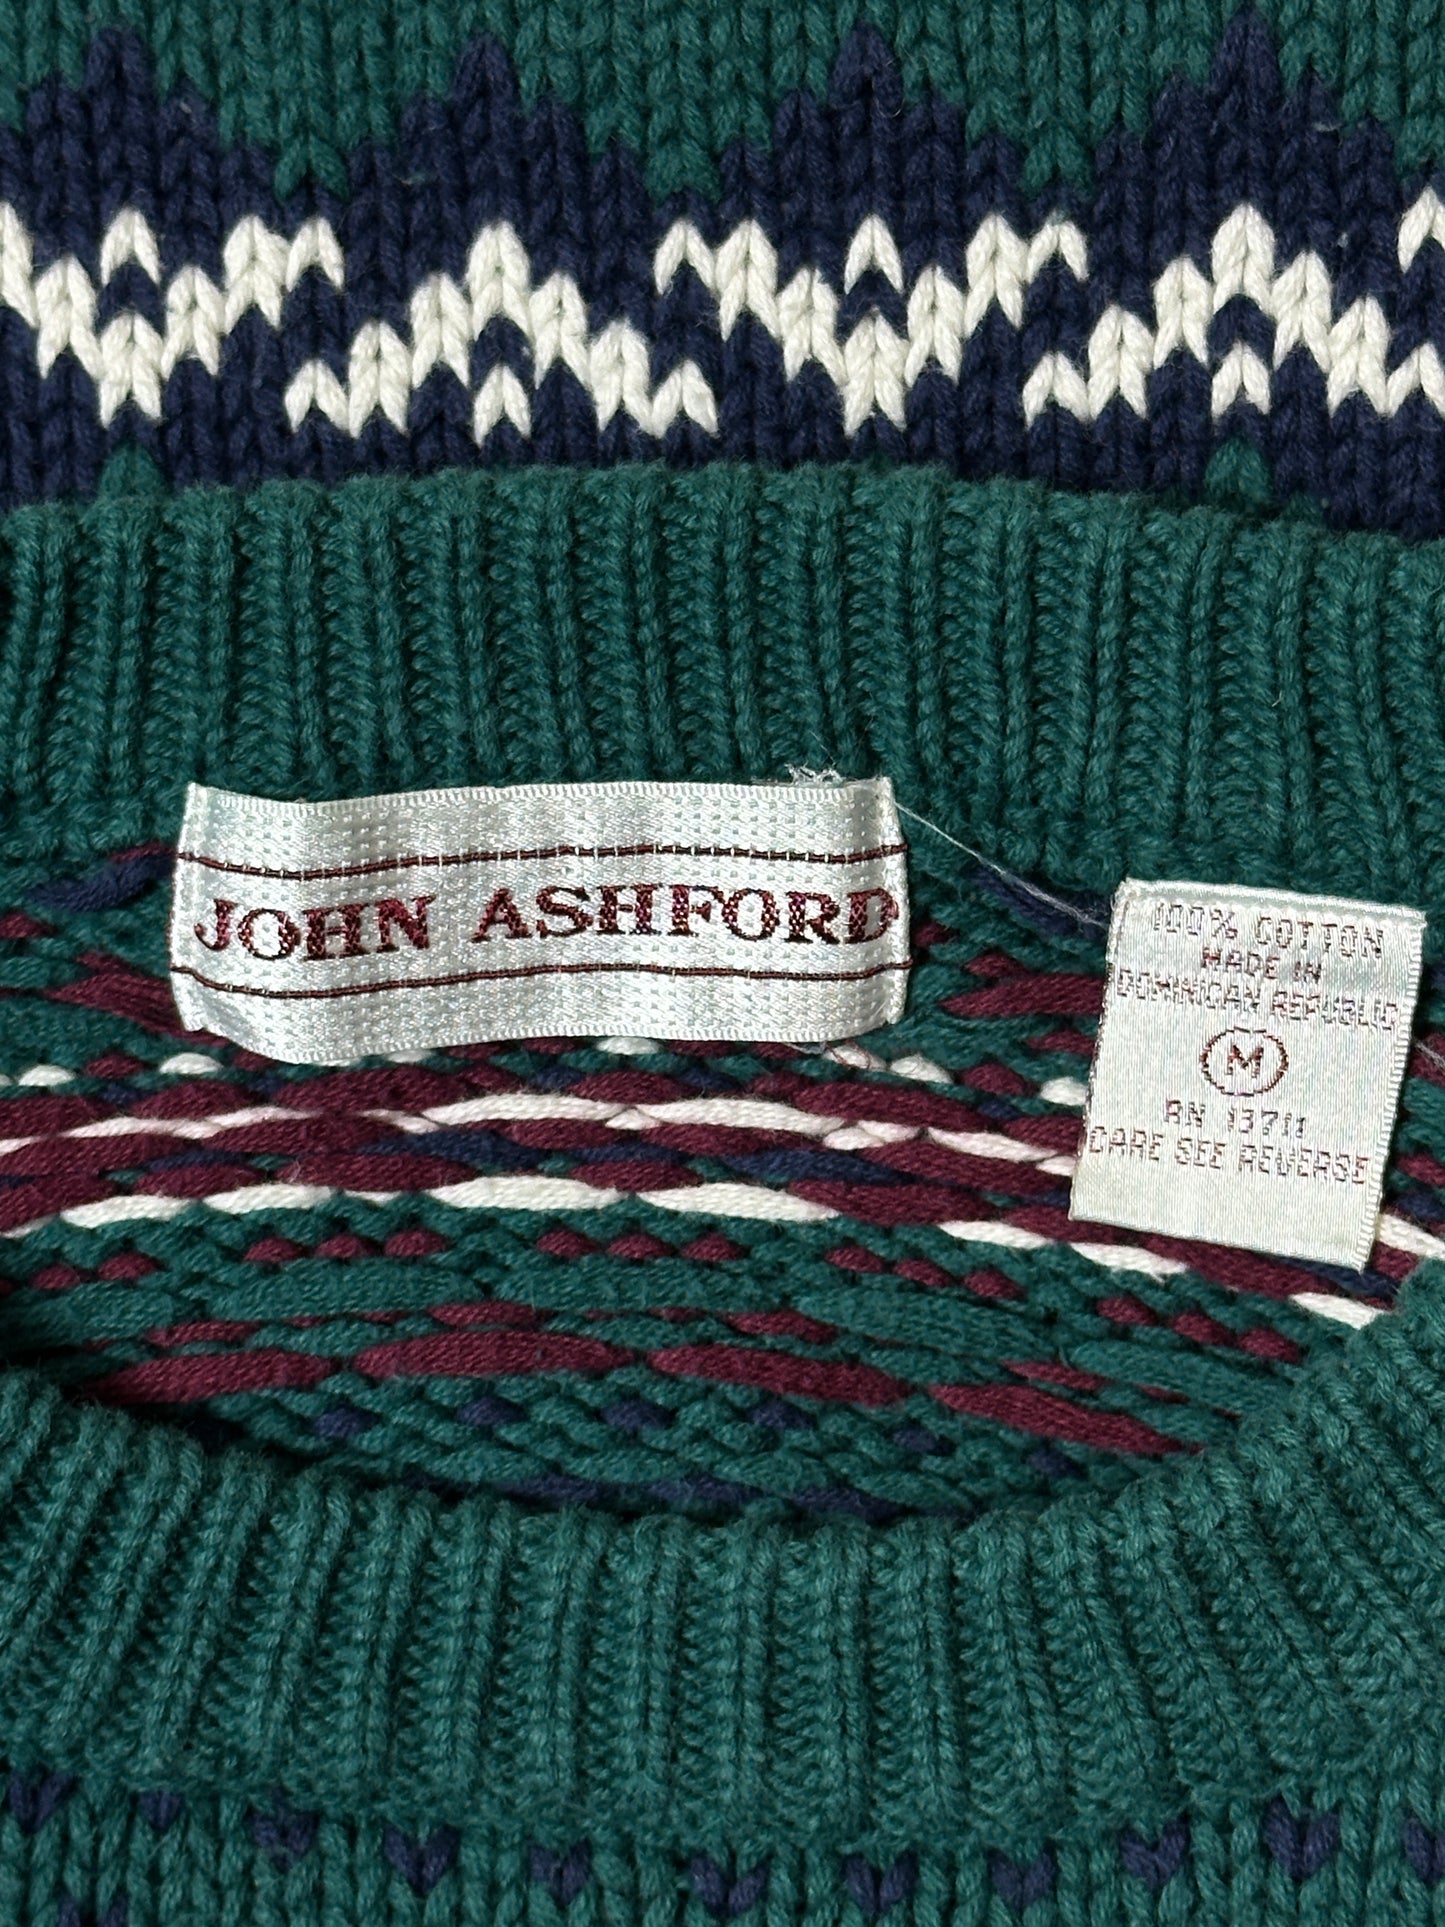 JOHN ASHFORD
100% COTTON
MADE IN
DOMINICAN REPUBLIC
M
RN 13711
CARE SEE REVERSE